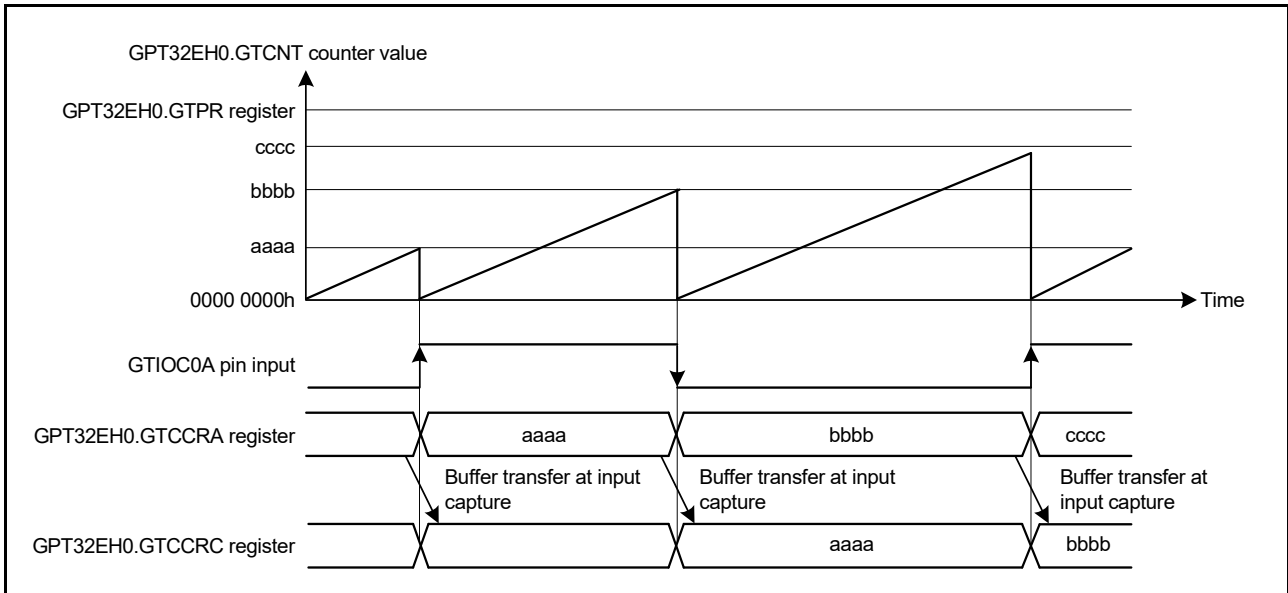 GPT32EH0.GTCNT counter value
GPT32EH0.GTPR register
cccc
bbbb
aaaa
0000 0000h
Time
GTIOC0A pin input
GPT32EH0.GTCCRA register
aaaa
bbbb
cccc
Buffer transfer at input
capture
Buffer transfer at input
capture
Buffer transfer at
input capture
GPT32EH0.GTCCRC register
aaaa
bbbb